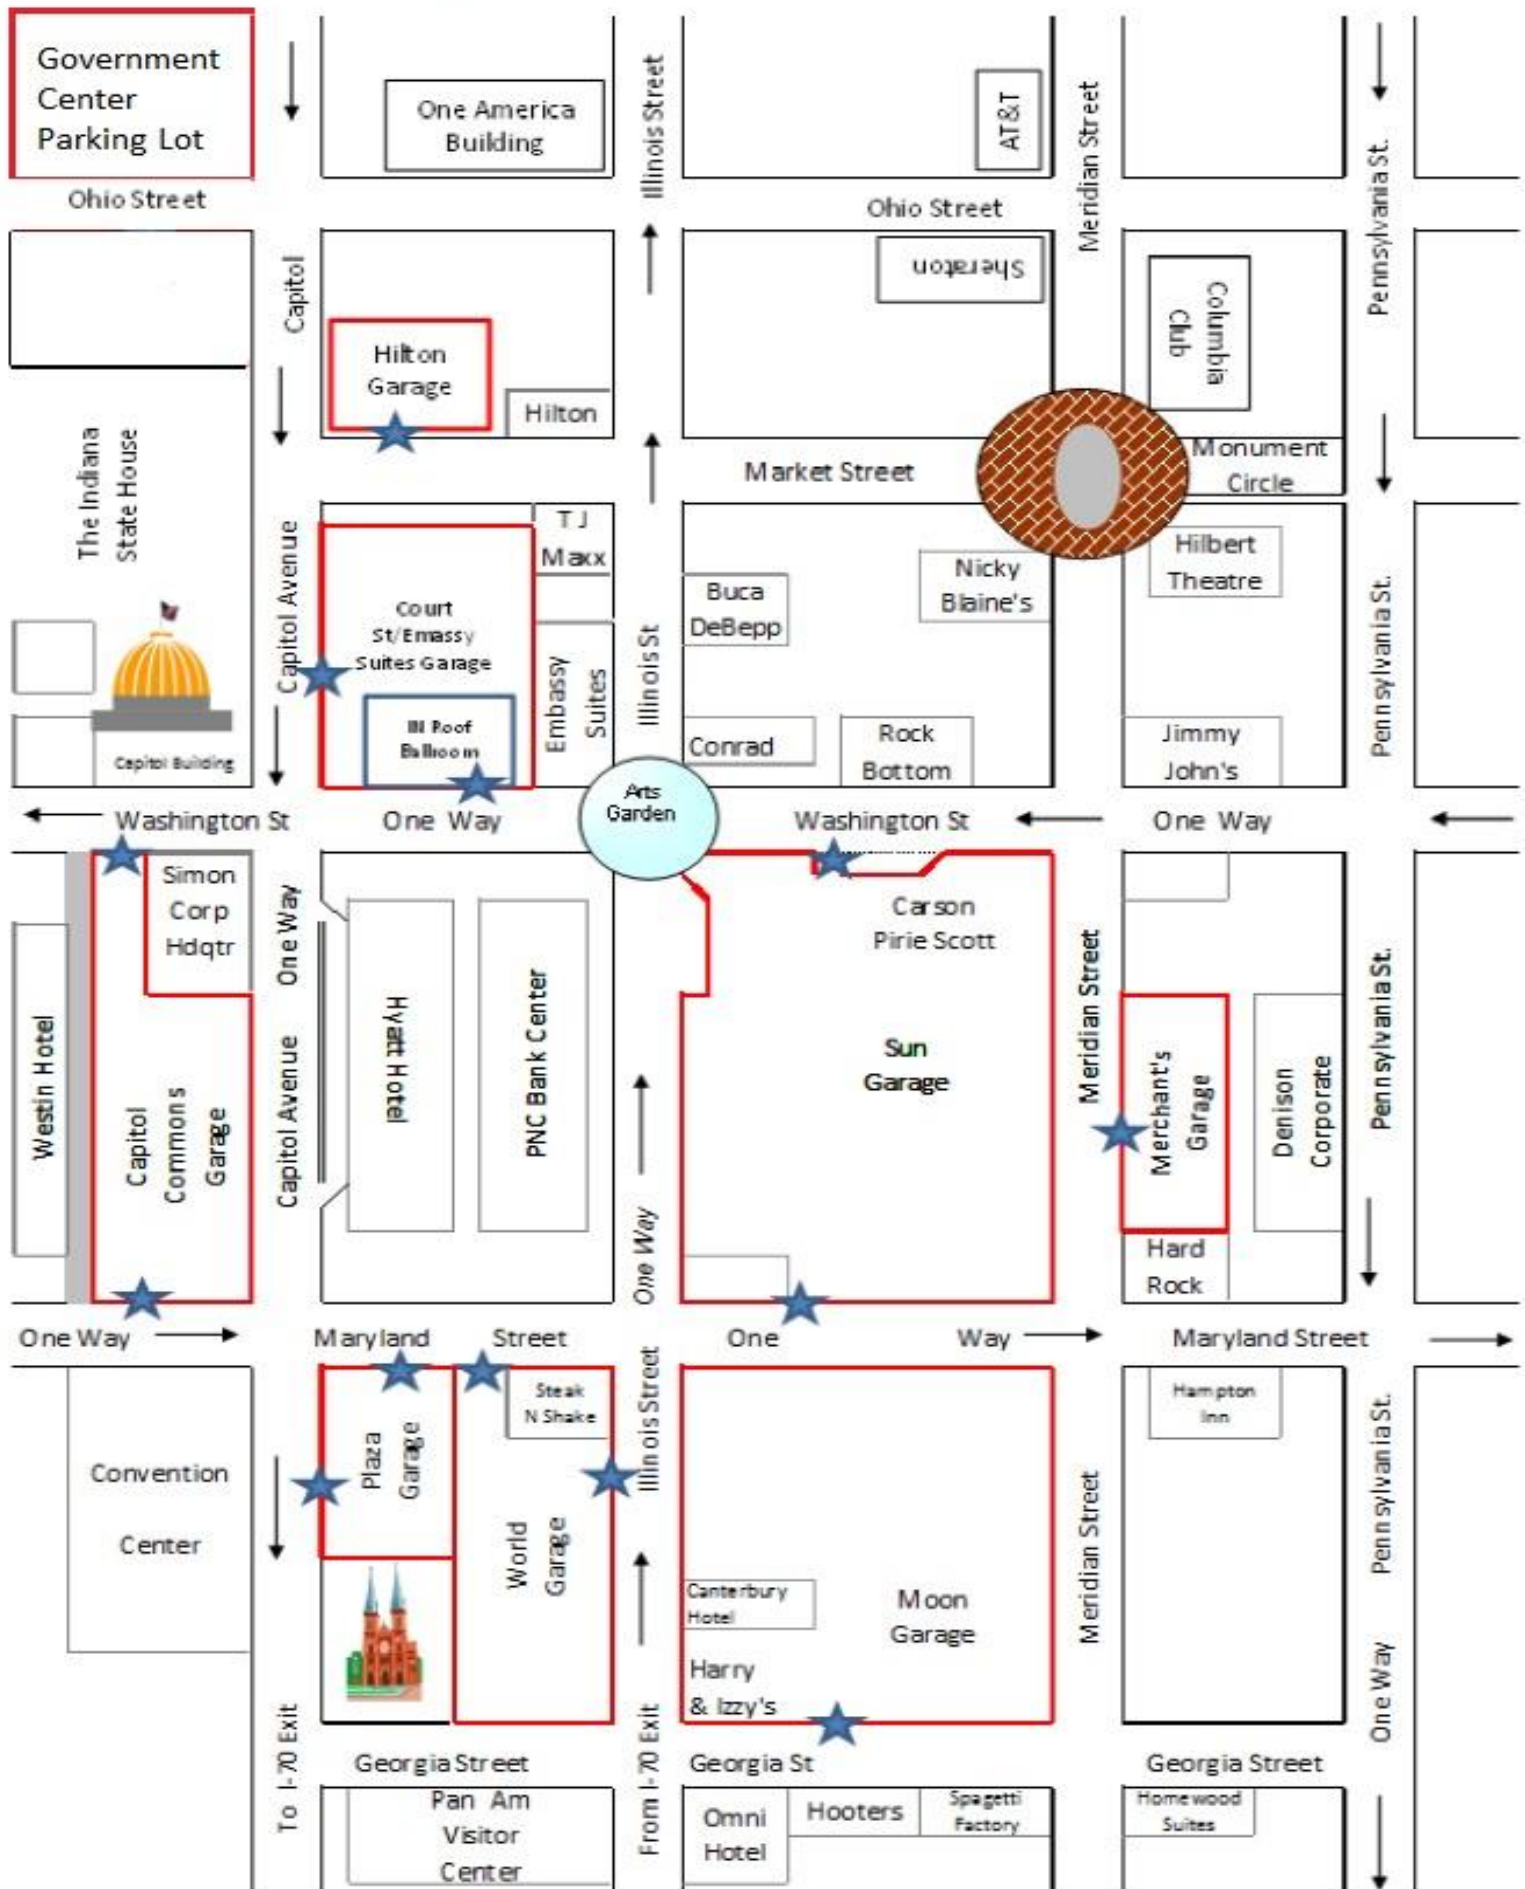 Government
Center
Parking Lot
One America
Building
Illinois Street
AT&T
Meridian Street
Pennsylvania St.
Ohio Street
Ohio Street
Capitol
Sheraton
Columbia
Club
Hilton
Garage
Hilton
The Indiana
State House
Market Street
Monument
Circle
Capitol Avenue
Court
St/Emassy
Suites Garage
IN Roof
Ballroom
T J
Maxx
Embassy
Suites
Illinois St
Buca
DeBepp
Nicky
Blaine's
Hilbert
Theatre
Pennsylvania St.
Capitol Building
Conrad
Rock
Bottom
Jimmy
John's
Arts
Garden
Washington St
One Way
Washington St
One Way
Simon
Corp
Hdqtr
One Way
Capitol Avenue
Carson
Pirie Scott
Westin Hotel
Capitol
Commons
Garage
Hyatt Hotel
PNC Bank Center
One Way
Sun
Garage
Meridian Street
Merchant's
Garage
Denison
Corporate
Pennsylvania St.
Hard
Rock
One Way
Maryland
Street
One
Way
Maryland Street
Convention
Center
Plaza
Garage
Steak
N Shake
World
Garage
Illinois Street
Canterbury
Hotel
Harry
& Izzy's
Moon
Garage
Meridian Street
Hampton
Inn
Pennsylvania St.
One Way
To I-70 Exit
Georgia Street
From I-70 Exit
Georgia St
Georgia Street
Pan Am
Visitor
Center
Omni
Hotel
Hooters
Spagetti
Factory
Homewood
Suites